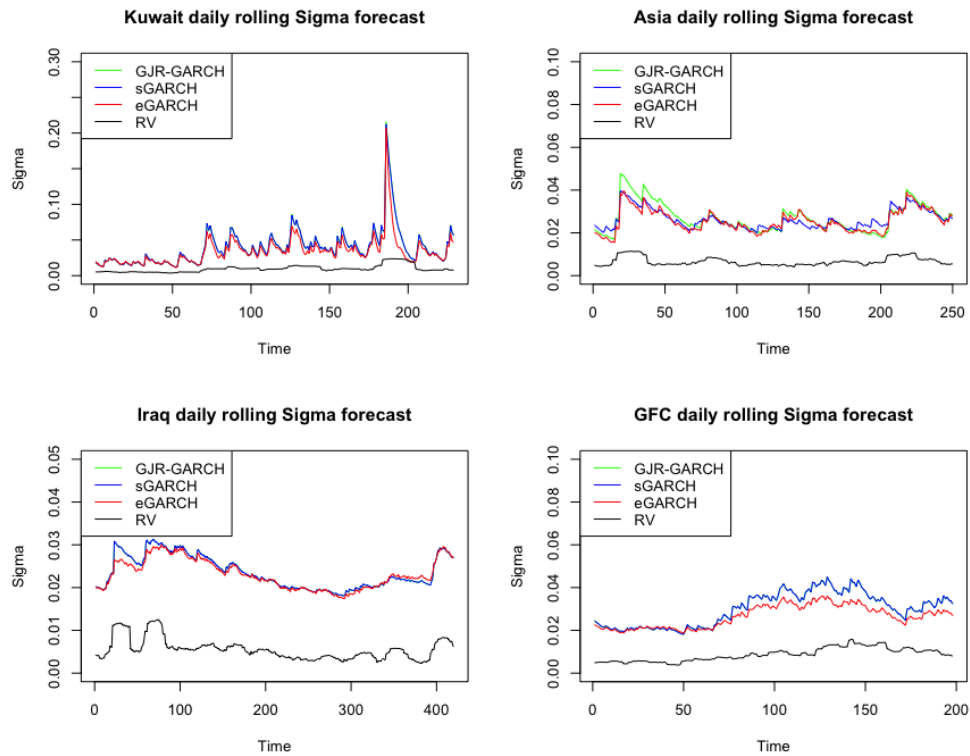 Kuwait daily rolling Sigma forecast
GJR-GARCH
sGARCH
eGARCH
RV
Sigma
0.30
0.20
0.10
0.00
0 50 100 150 200
Time
Asia daily rolling Sigma forecast
GJR-GARCH
sGARCH
eGARCH
RV
Sigma
0.10
0.08
0.06
0.04
0.02
0.00
0 50 100 150 200 250
Time
Iraq daily rolling Sigma forecast
GJR-GARCH
sGARCH
eGARCH
RV
Sigma
0.05
0.04
0.03
0.02
0.01
0.00
0 100 200 300 400
Time
GFC daily rolling Sigma forecast
GJR-GARCH
sGARCH
eGARCH
RV
Sigma
0.10
0.08
0.06
0.04
0.02
0.00
0 50 100 150 200
Time